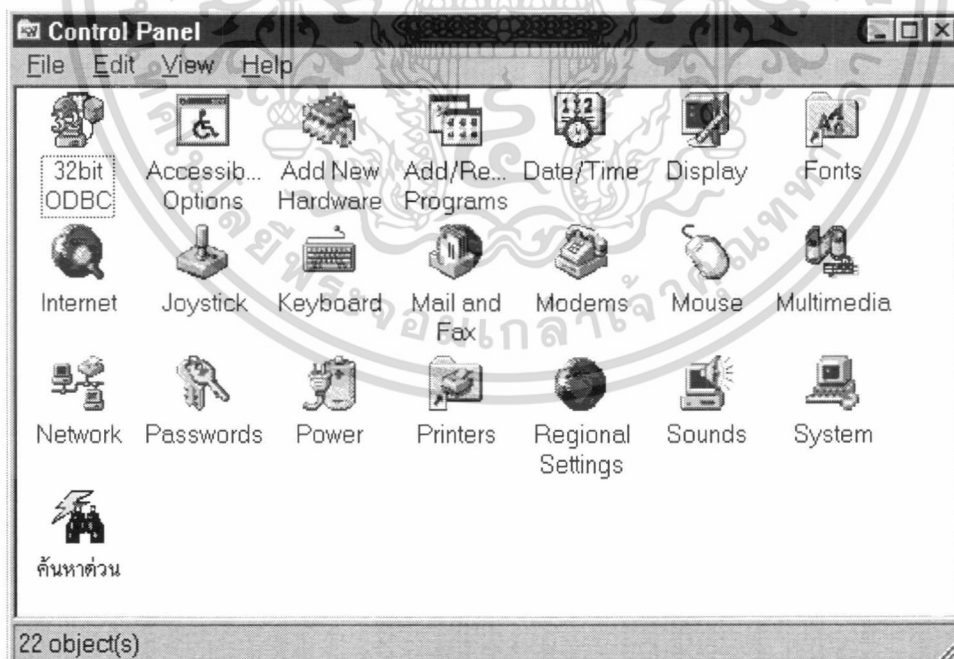 Control Panel
File Edit View Help
32bit ODBC
Accessib... Options
Add New Hardware
Add/Re... Programs
Date/Time
Display
Fonts
Internet
Joystick
Keyboard
Mail and Fax
Modems
Mouse
Multimedia
Network
Passwords
Power
Printers
Regional Settings
Sounds
System
ค้นหาด่วน
22 object(s)